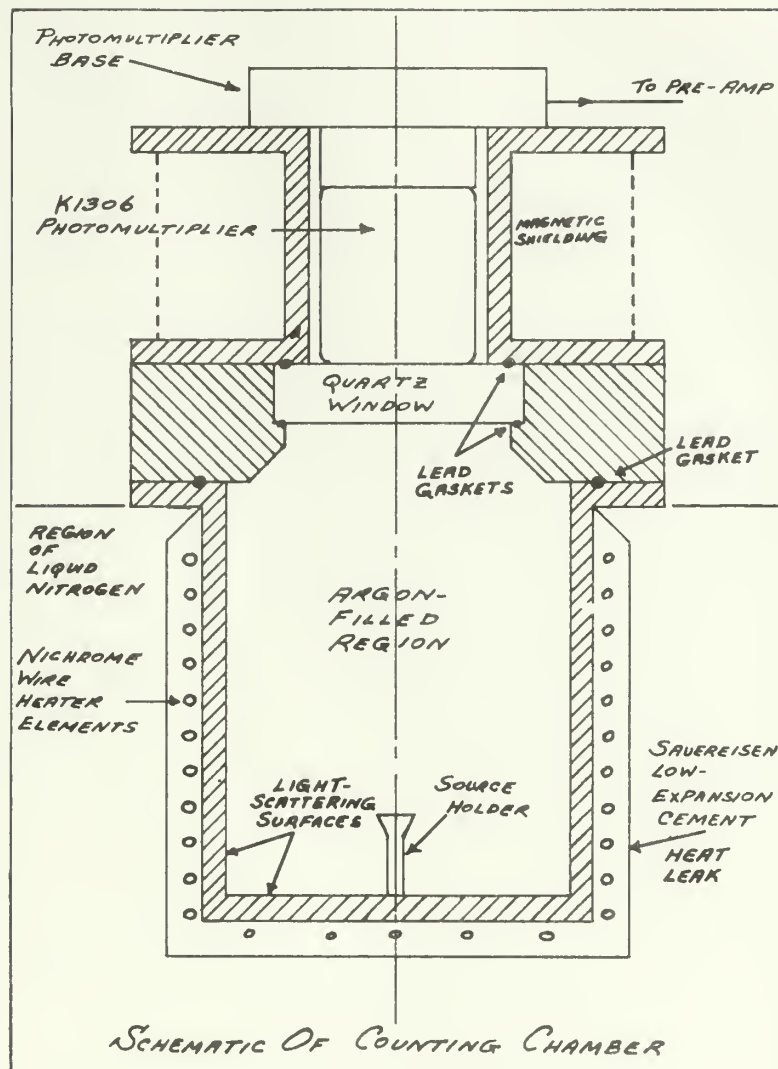 PHOTOMULTIPLIER
BASE
TO PRE-AMP
K1306
PHOTOMULTIPLIER
MAGNETIC
SHIELDING
QUARTZ
WINDOW
LEAD
GASKETS
LEAD
GASKET
REGION
OF
LIQUID
NITROGEN
ARGON-
FILLED
REGION
NICHROME
WIRE
HEATER
ELEMENTS
LIGHT-
SCATTERING
SURFACES
SOURCE
HOLDER
SAUEREISEN
LOW-
EXPANSION
CEMENT
HEAT
LEAK
SCHEMATIC OF COUNTING CHAMBER